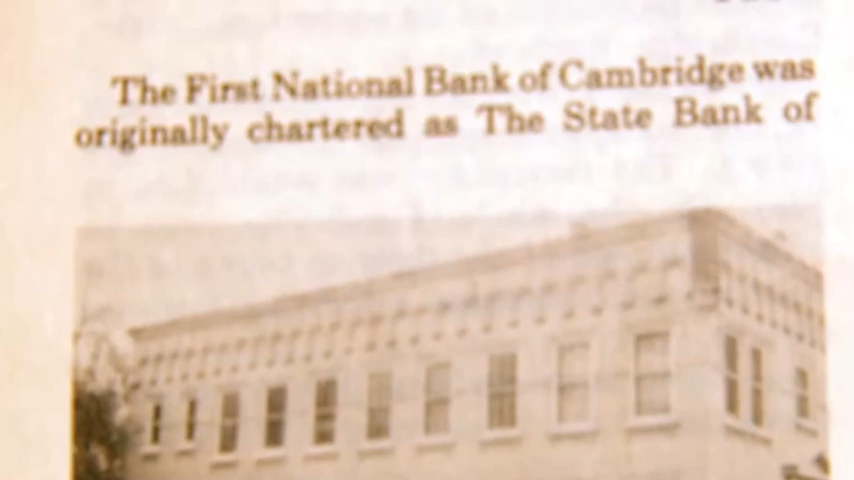 The First National Bank of Cambridge was
originally chartered as The State Bank of